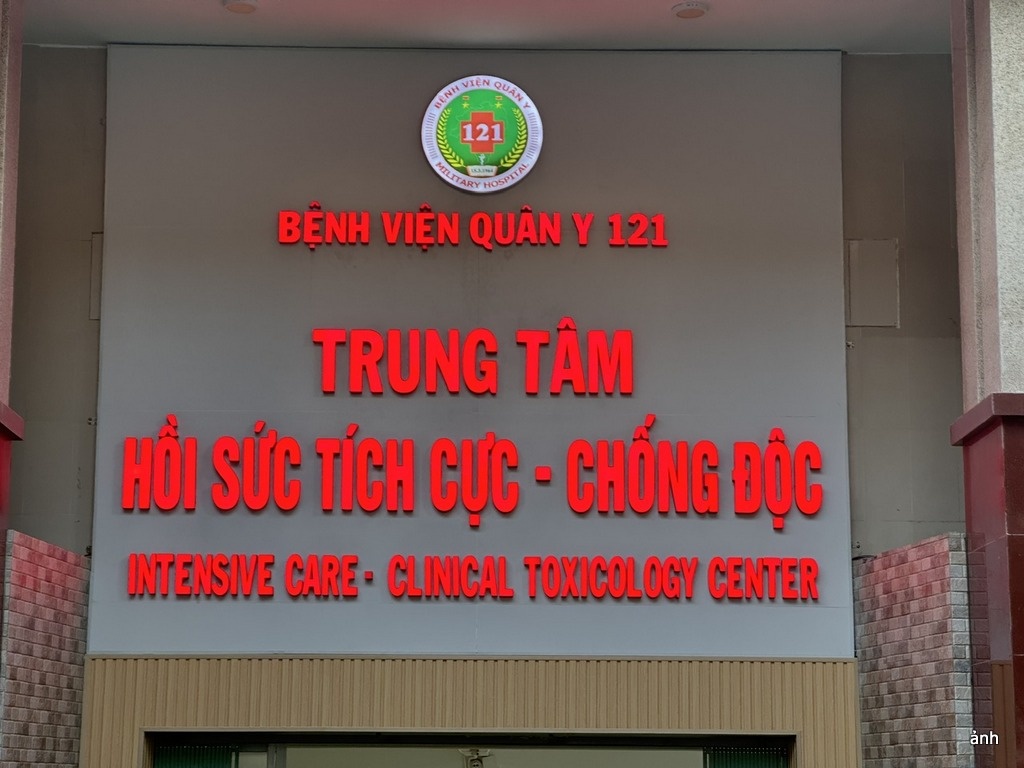 BỆNH VIỆN QUÂN Y
121
MILITARY HOSPITAL
BỆNH VIỆN QUÂN Y 121
TRUNG TÂM
HỒI SỨC TÍCH CỰC - CHỐNG ĐỘC
INTENSIVE CARE - CLINICAL TOXICOLOGY CENTER
ảnh